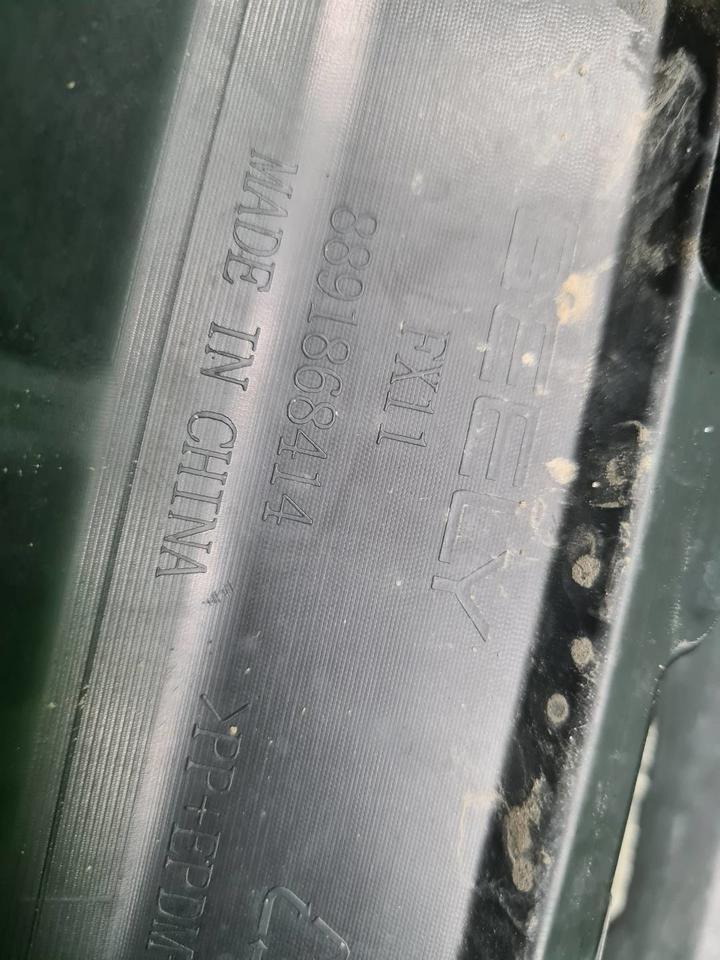 GEELY
FX11
8891868414
MADE IN CHINA
>PP+EPDM